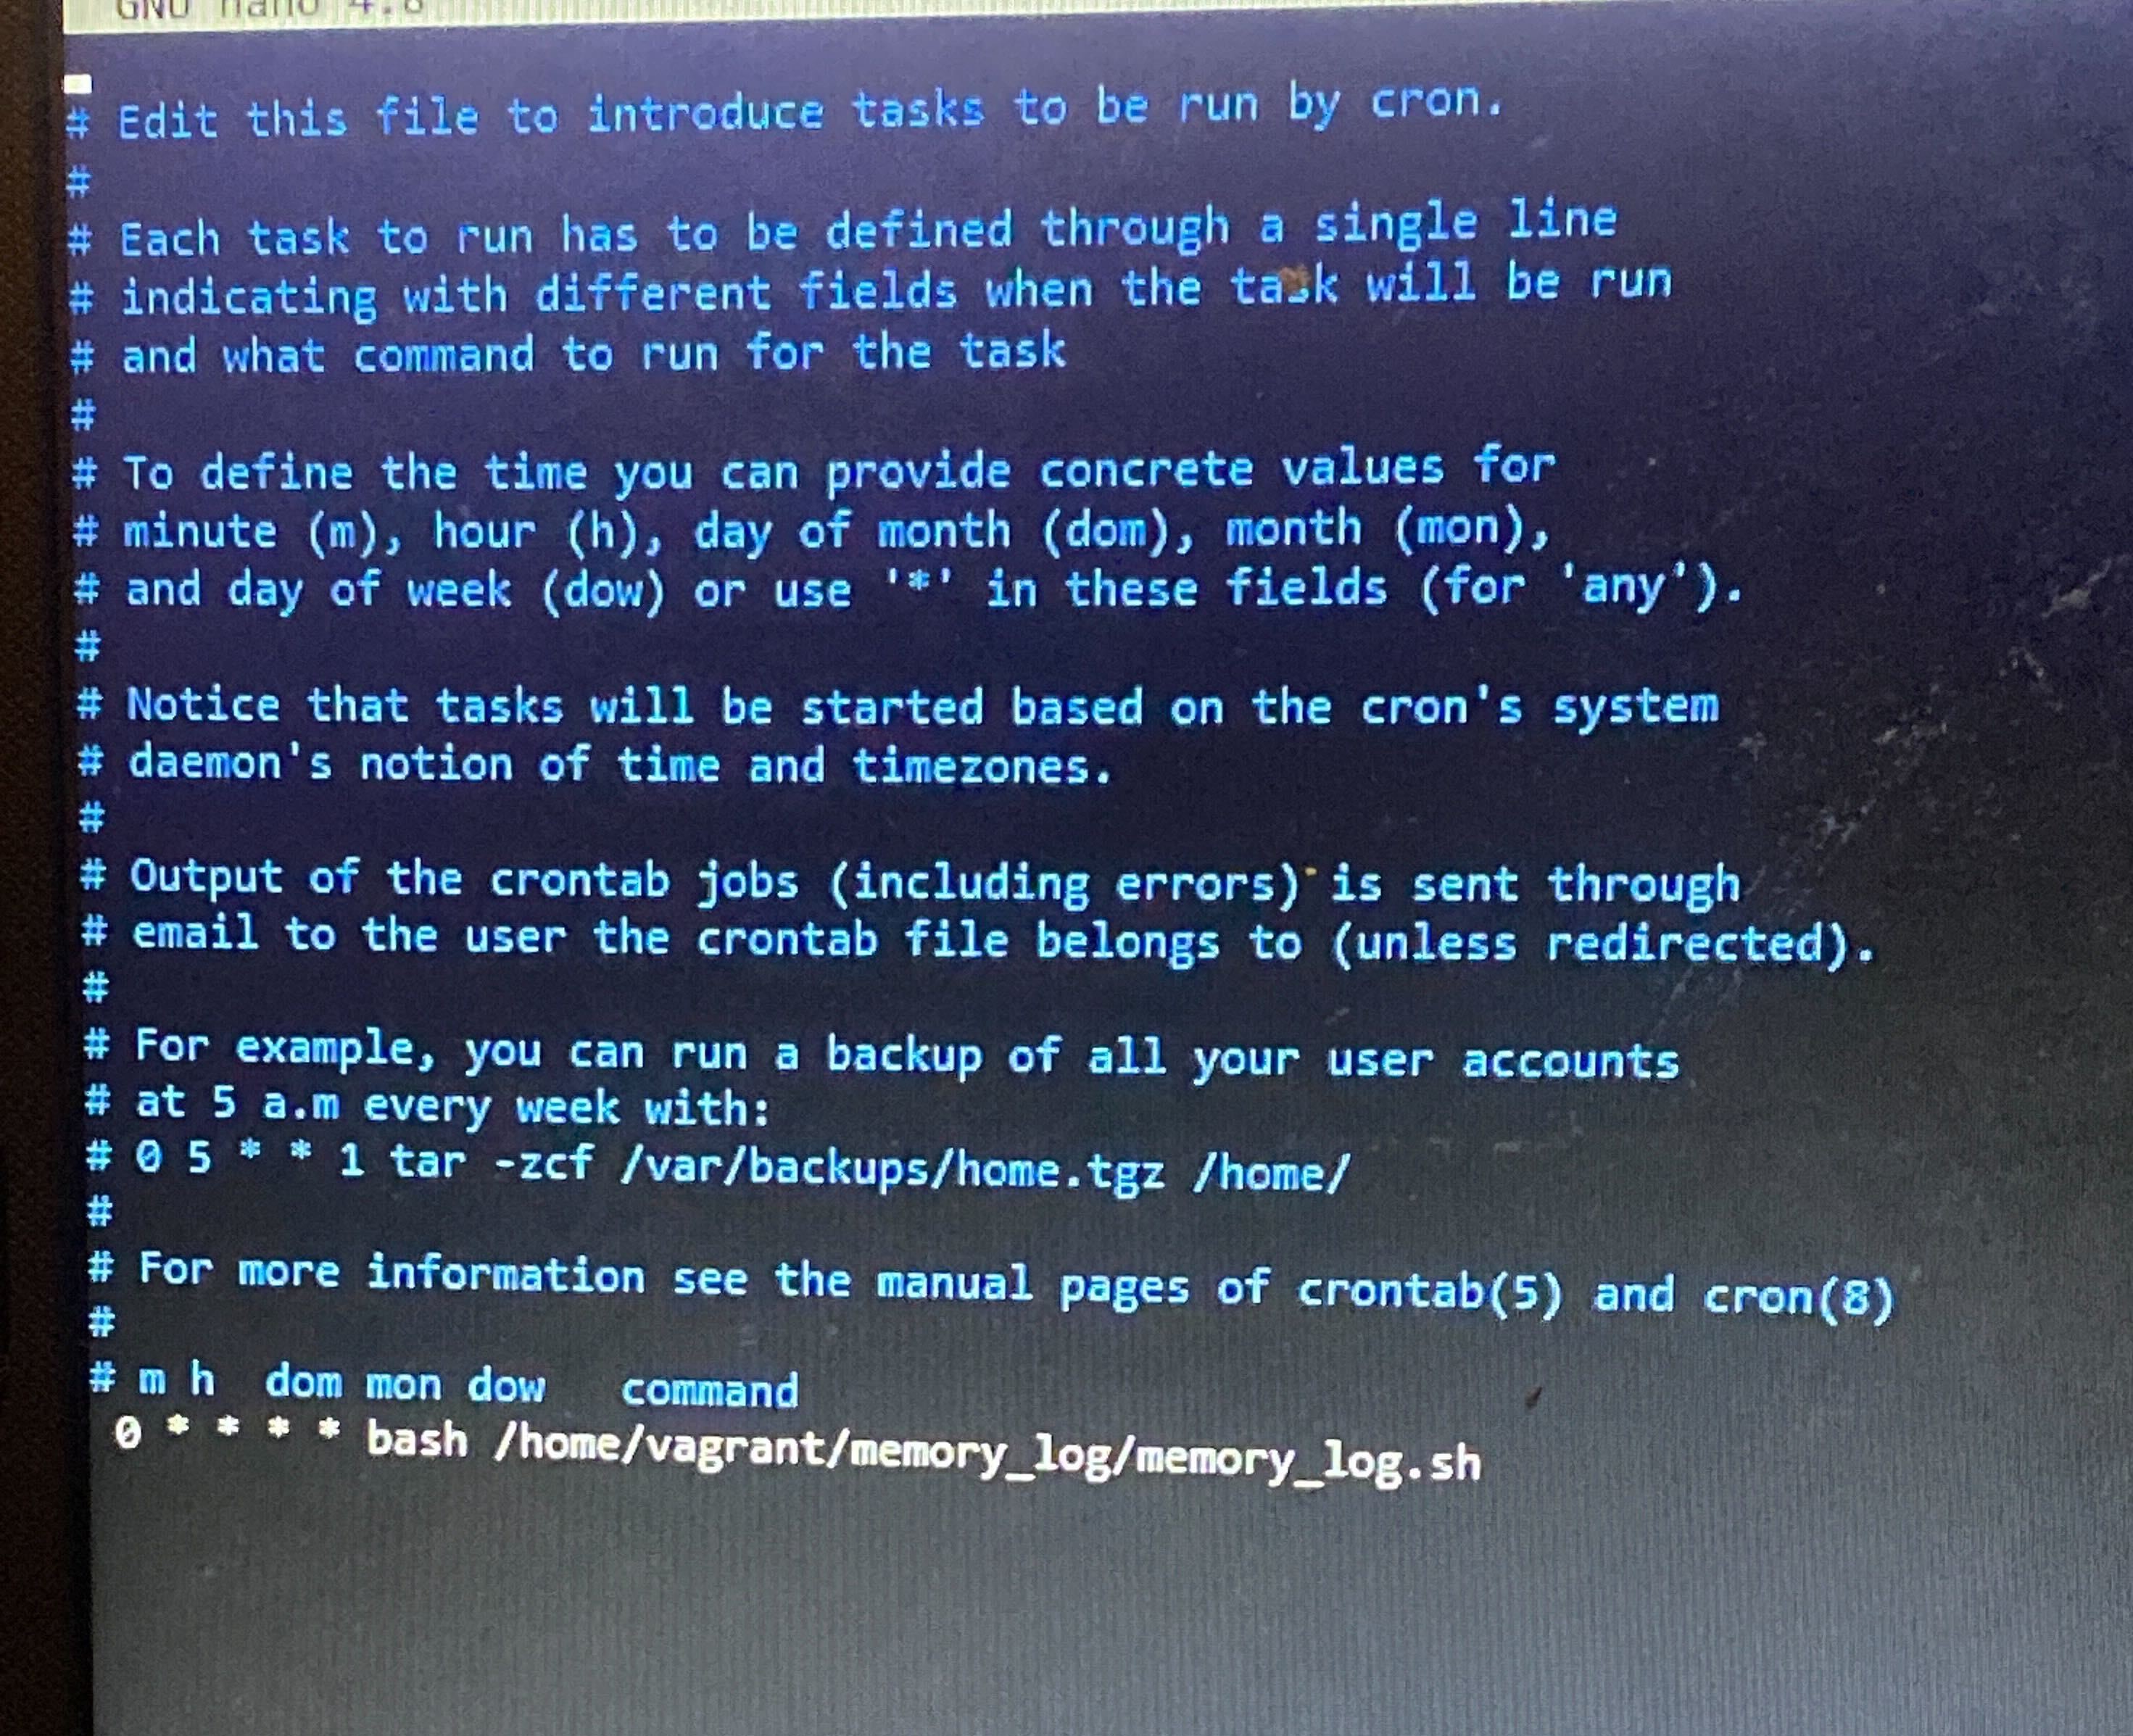 GNU nano 4.8
# Edit this file to introduce tasks to be run by cron.
#
# Each task to run has to be defined through a single line
# indicating with different fields when the task will be run
# and what command to run for the task
#
# To define the time you can provide concrete values for
# minute (m), hour (h), day of month (dom), month (mon),
# and day of week (dow) or use '*' in these fields (for 'any').
#
# Notice that tasks will be started based on the cron's system
# daemon's notion of time and timezones.
#
# Output of the crontab jobs (including errors) is sent through
# email to the user the crontab file belongs to (unless redirected).
#
# For example, you can run a backup of all your user accounts
# at 5 a.m every week with:
# 0 5 * * 1 tar -zcf /var/backups/home.tgz /home/
#
# For more information see the manual pages of crontab(5) and cron(8)
#
# m h  dom mon dow   command
 0 * * * * bash /home/vagrant/memory_log/memory_log.sh